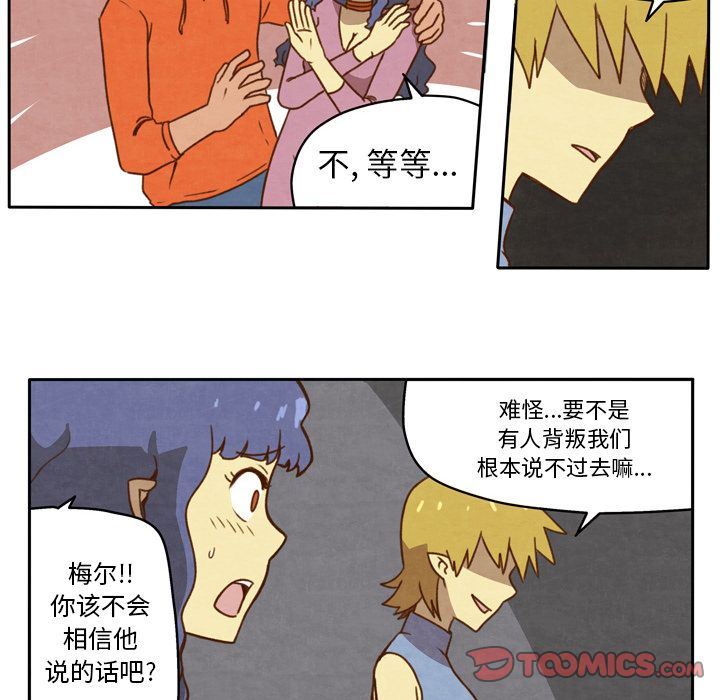 不, 等等...
难怪...要不是
有人背叛我们
根本说不过去嘛...
梅尔!!
你该不会
相信他
说的话吧?
TOOMICS.COM